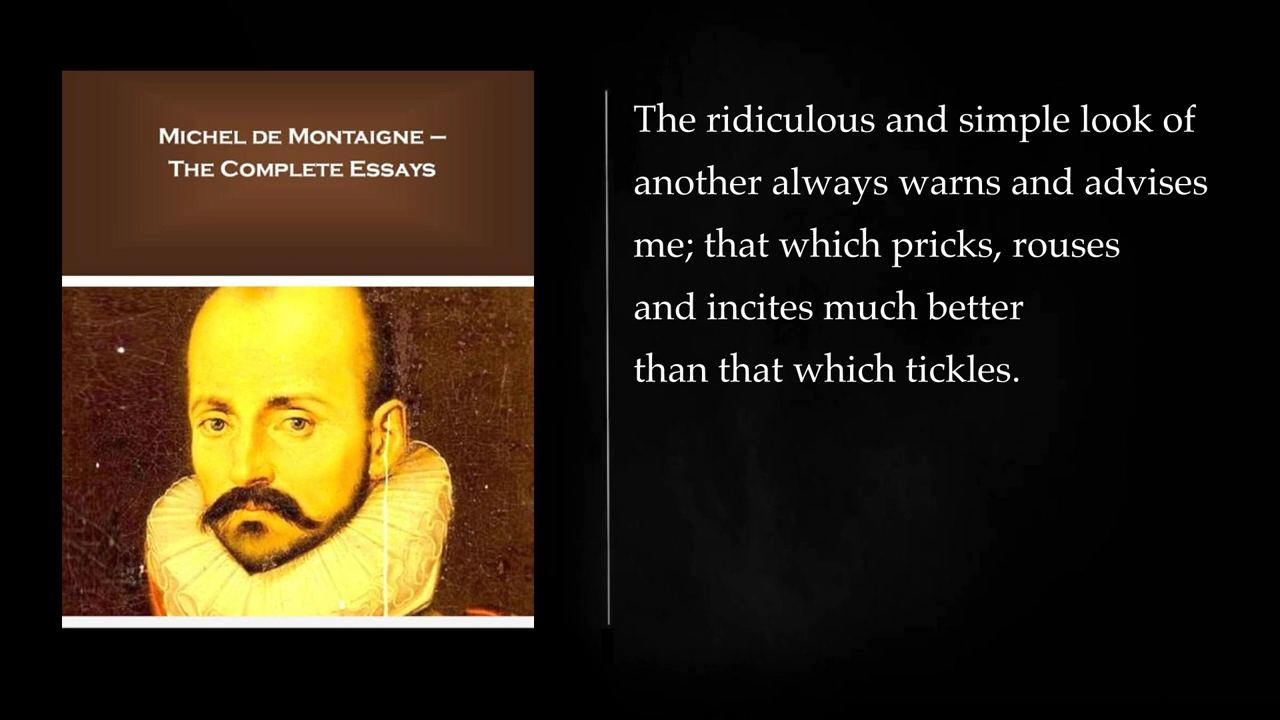 MICHEL DE MONTAIGNE –
THE COMPLETE ESSAYS
The ridiculous and simple look of
another always warns and advises
me; that which pricks, rouses
and incites much better
than that which tickles.